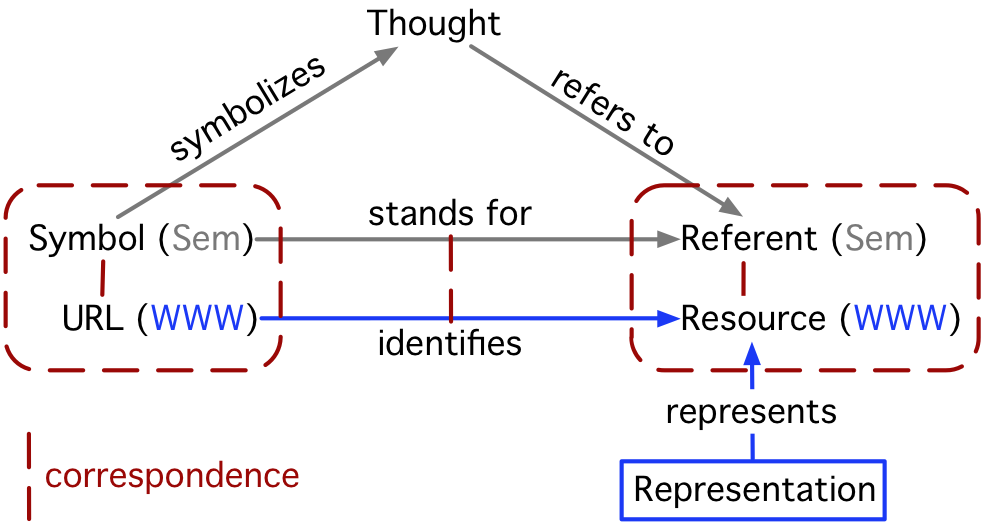 Thought
symbolizes
refers to
stands for
Symbol (Sem)
Referent (Sem)
URL (WWW)
Resource (WWW)
identifies
represents
correspondence
Representation